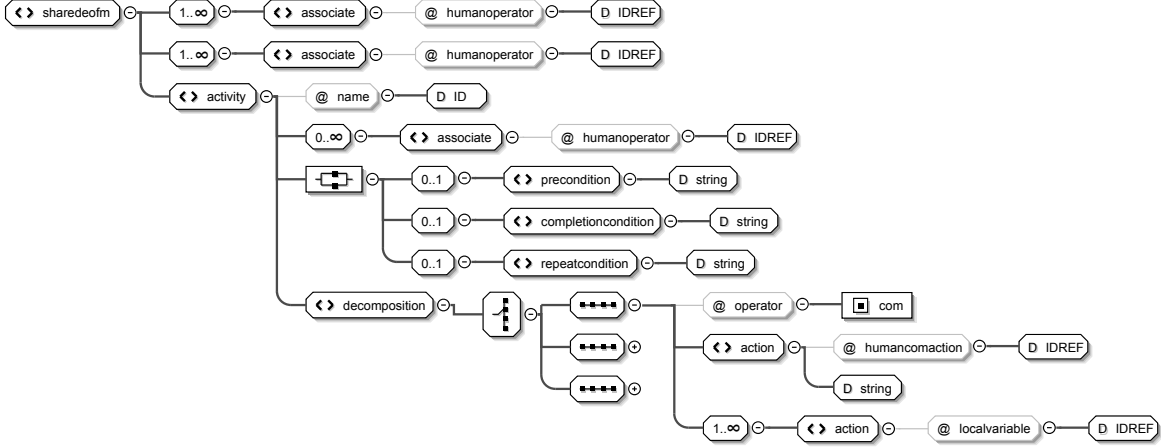 sharedeofm 1..∞ associate @ humanoperator D IDREF
1..∞ associate @ humanoperator D IDREF
activity @ name D ID
0..∞ associate @ humanoperator D IDREF
0..1 precondition D string
0..1 completioncondition D string
0..1 repeatcondition D string
decomposition @ operator com
action @ humancomaction D IDREF
D string
1..∞ action @ localvariable D IDREF